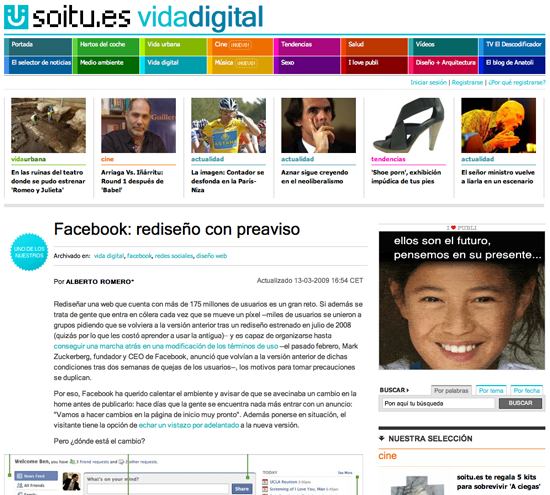 soitu.es vidadigital
Portada
Hartos del coche
Vida urbana
Cine ¡NUEVO!
Tendencias
Salud
Vídeos
TV El Descodificador
El selector de noticias
Medio ambiente
Vida digital
Música ¡NUEVO!
Sexo
I love publi
Diseño + Arquitectura
El blog de Anatolí
Iniciar sesión | Registrarse | ¿Por qué registrarse?
Guiller
vidaurbana
En las ruinas del teatro
donde se pudo estrenar
'Romeo y Julieta'
cine
Arriaga Vs. Iñárritu:
Round 1 después de
'Babel'
actualidad
La imagen: Contador se
desfonda en la París-
Niza
actualidad
Aznar sigue creyendo
en el neoliberalismo
tendencias
'Shoe porn', exhibición
impúdica de tus pies
actualidad
El señor ministro vuelve
a liarla en un escenario
UNO DE LOS
NUESTROS
Facebook: rediseño con preaviso
Archivado en: vida digital, facebook, redes sociales, diseño web
Por ALBERTO ROMERO*
Actualizado 13-03-2009 16:54 CET
Rediseñar una web que cuenta con más de 175 millones de usuarios es un gran reto. Si además se
trata de gente que entra en cólera cada vez que se mueve un píxel –miles de usuarios se unieron a
grupos pidiendo que se volviera a la versión anterior tras un rediseño estrenado en julio de 2008
(quizás por lo que les costó aprender a usar la antigua)– y es capaz de organizarse hasta
conseguir una marcha atrás en una modificación de los términos de uso –el pasado febrero, Mark
Zuckerberg, fundador y CEO de Facebook, anunció que volvían a la versión anterior de dichas
condiciones tras dos semanas de quejas de los usuarios–, los motivos para tomar precauciones
se duplican.
Por eso, Facebook ha querido calentar el ambiente y avisar de que se avecinaba un cambio en la
home antes de publicarlo: hace días que la gente se encuentra nada más entrar con un anuncio:
"Vamos a hacer cambios en la página de inicio muy pronto". Además ponerse en situación, el
visitante tiene la opción de echar un vistazo por adelantado a la nueva versión.
Pero ¿dónde está el cambio?
Welcome Ben, you have 3 friend requests and 2 other requests.
News Feed
All Friends
What's on your mind?
Share
TODAY
See More
UCLA Reunion
I ♥ PUBLI
ellos son el futuro,
pensemos en su presente...
BUSCAR
Por palabras
Por tema
Por fecha
Pon aquí tu búsqueda
BUSCAR
NUESTRA SELECCIÓN
cine
soitu.es te regala 5 kits
para sobrevivir 'A ciegas'